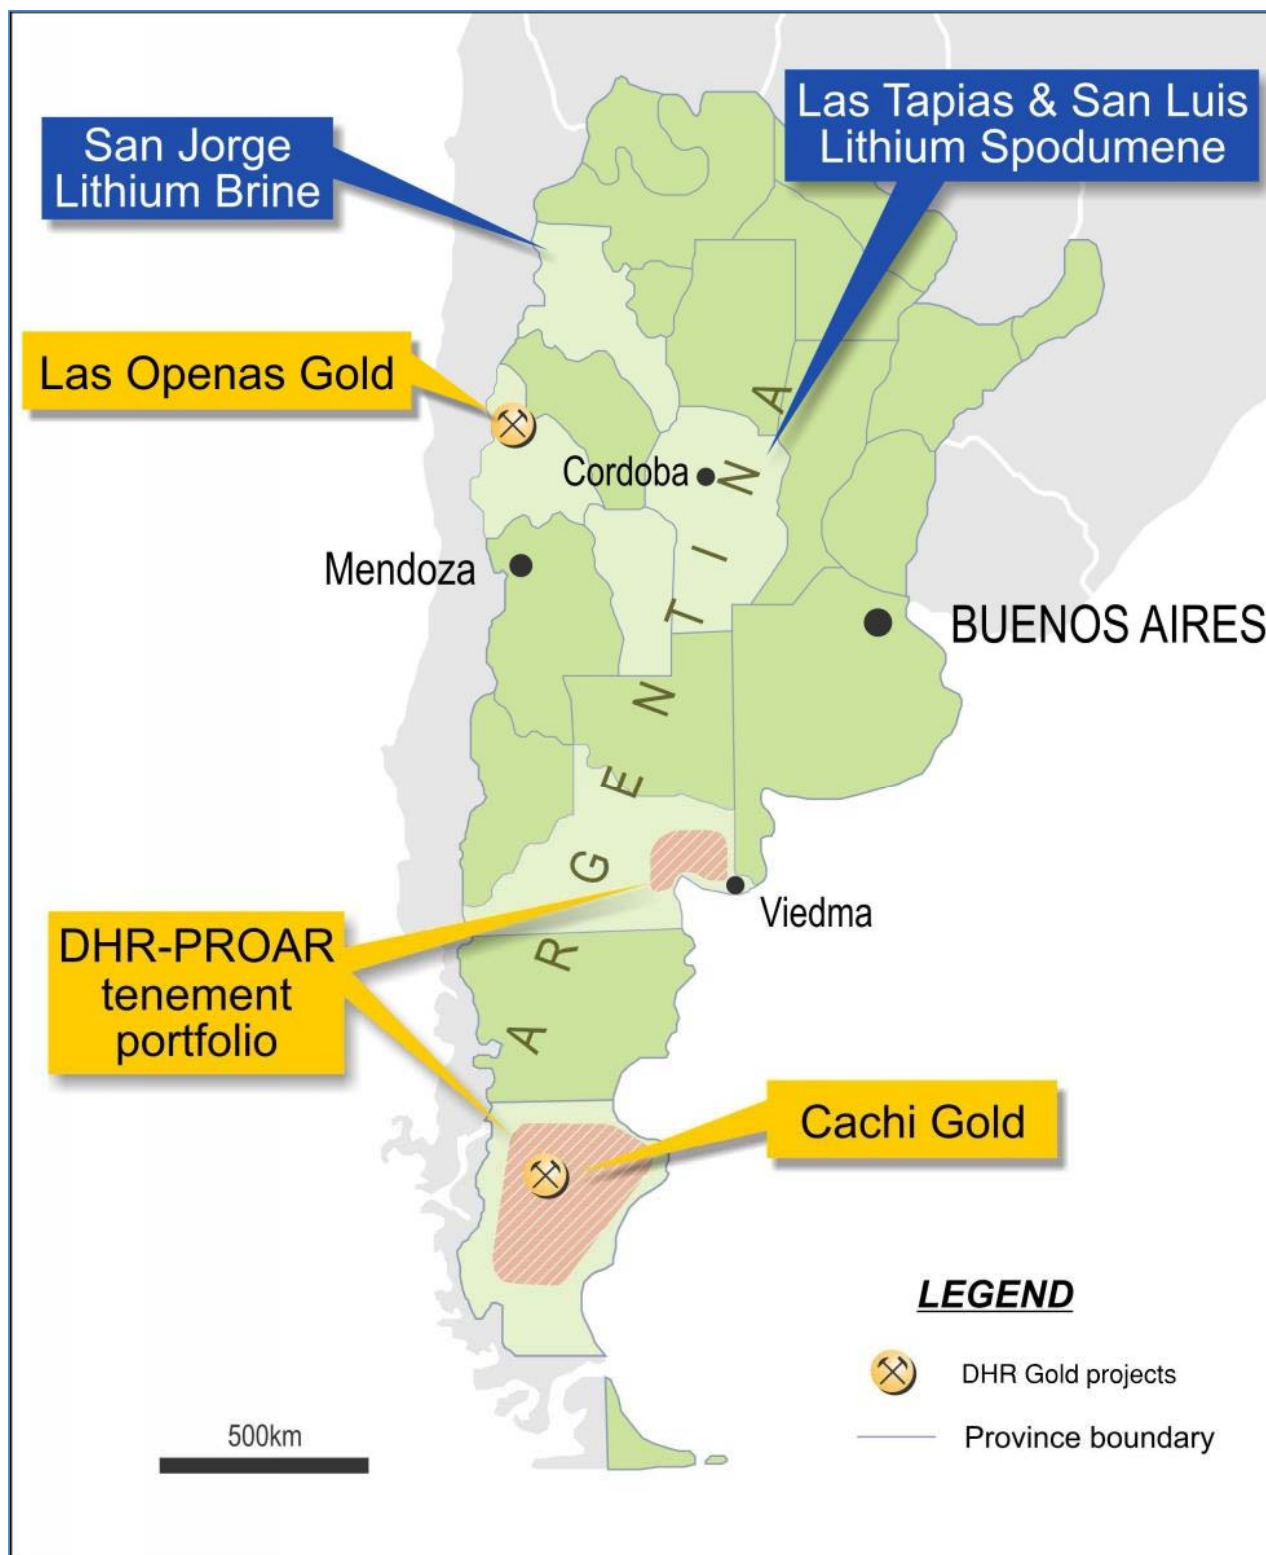 Las Tapias & San Luis
Lithium Spodumene
San Jorge
Lithium Brine
Las Openas Gold
Cordoba
Mendoza
BUENOS AIRES
ARGENTINA
Viedma
DHR-PROAR
tenement
portfolio
Cachi Gold
LEGEND
DHR Gold projects
Province boundary
500km